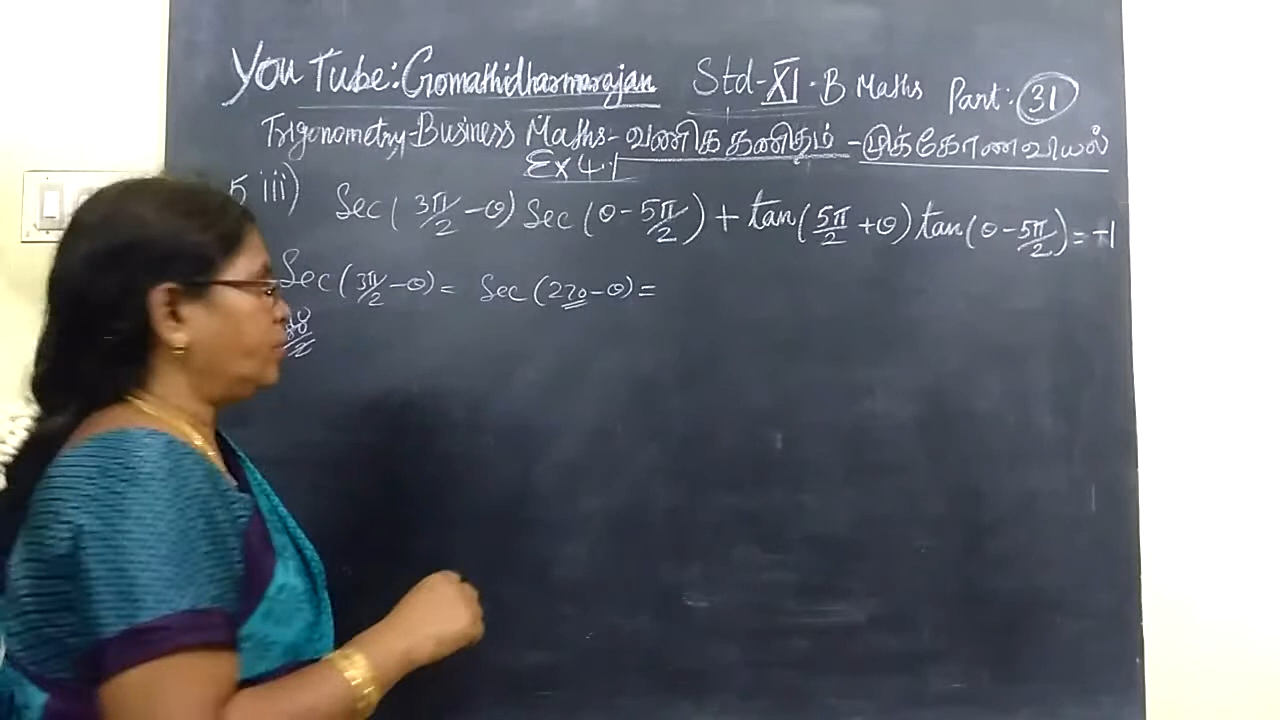 You Tube: Gomathidharmarajan Std-XI. B Maths Part: 31
Trigonometry-Business Maths-வணிக கணிதம் -முக்கோணவியல்
Ex 4.1
5 iii) Sec(3π/2 -θ) Sec(θ-5π/2) + tan(5π/2 +θ) tan(θ-5π/2) = -1
Sec(3π/2 -θ) = Sec(270-θ) =